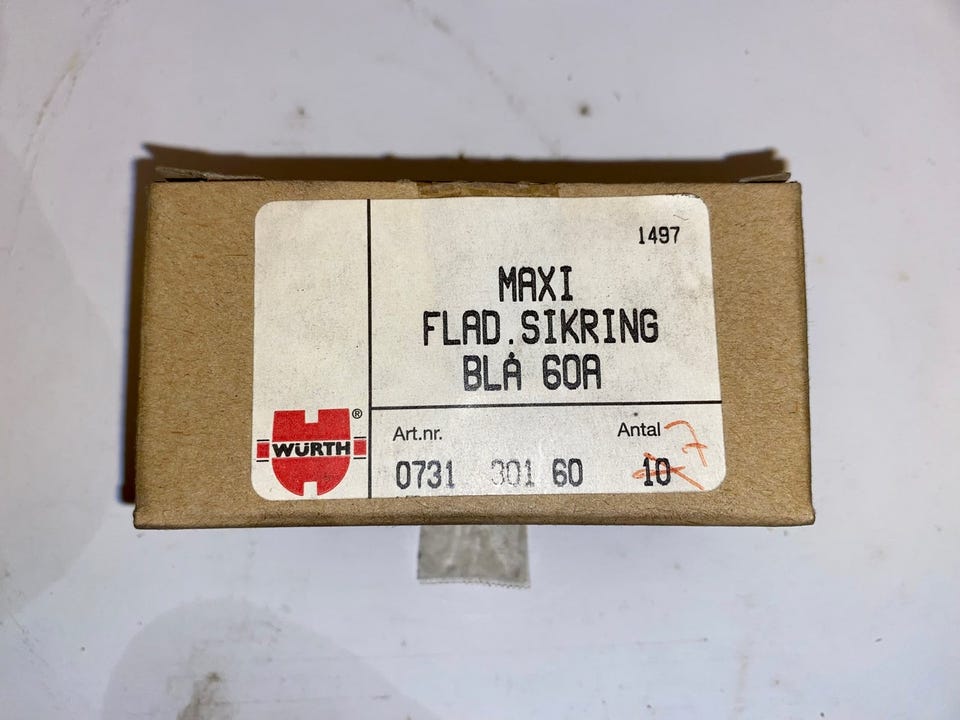 1497
MAXI
FLAD.SIKRING
BLÅ 60A
WÜRTH ®
Art.nr.
0731 301 60
Antal 7
10